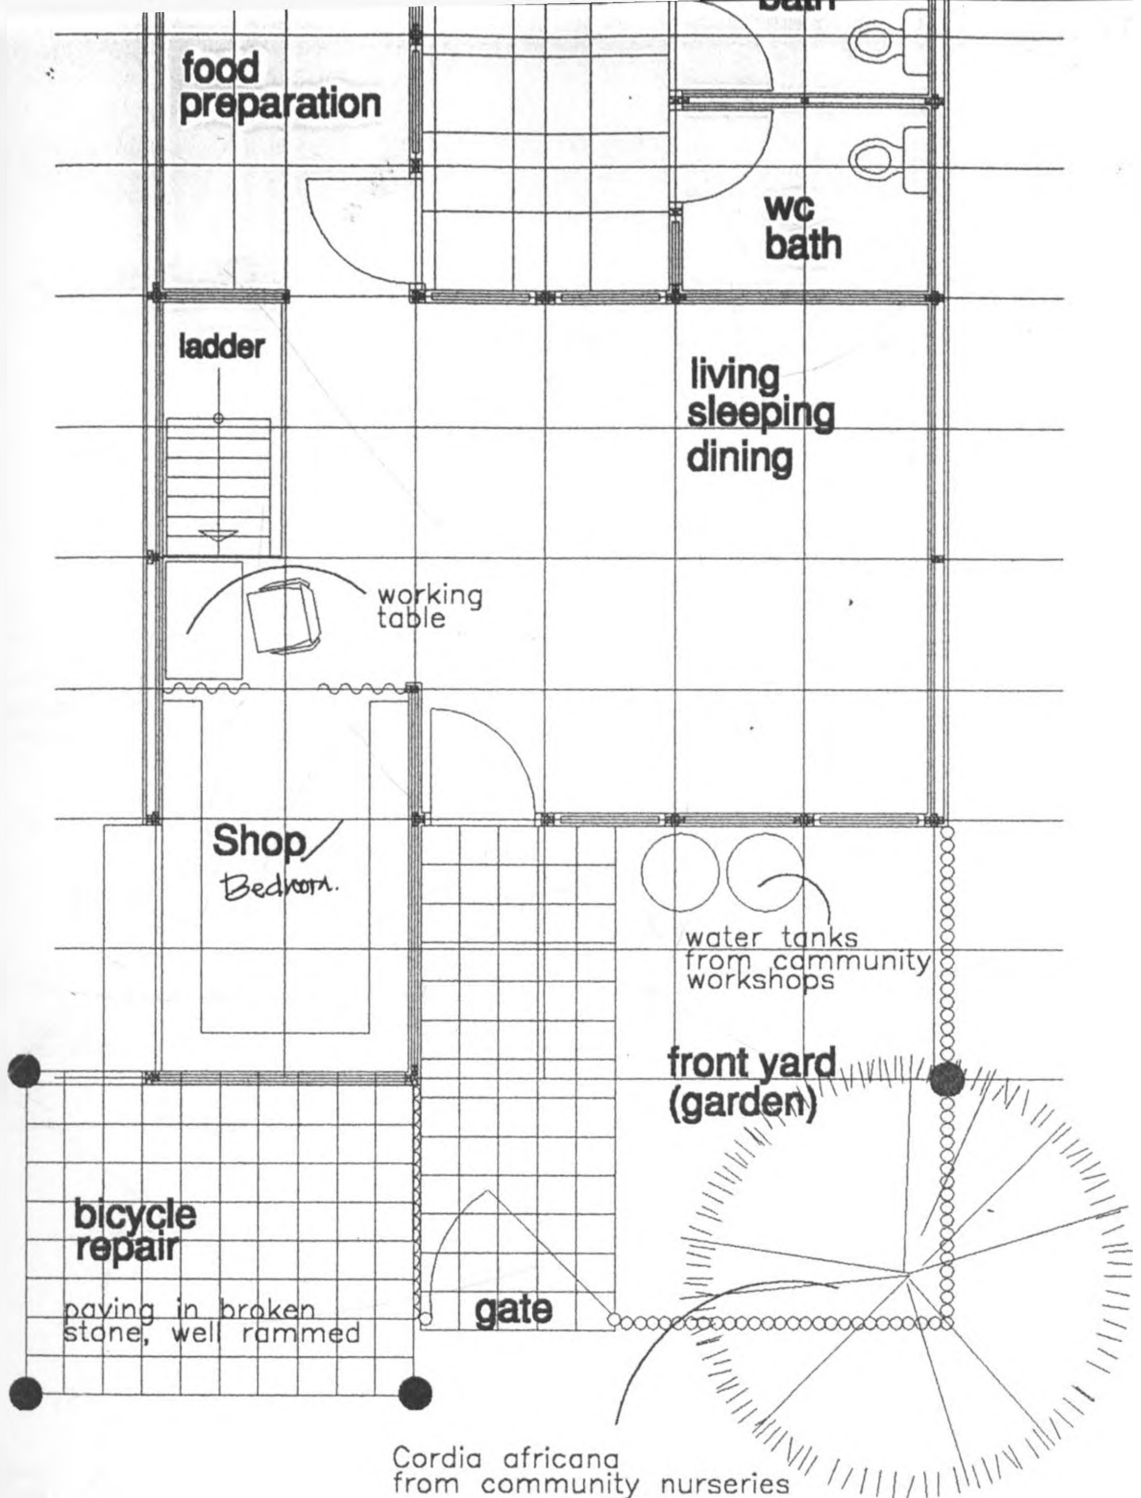 bath
food
preparation
wc
bath
ladder
living
sleeping
dining
working
table
Shop/
Bedroom.
water tanks
from community
workshops
front yard
(garden)
bicycle
repair
paving in broken
stone, well rammed
gate
Cordia africana
from community nurseries